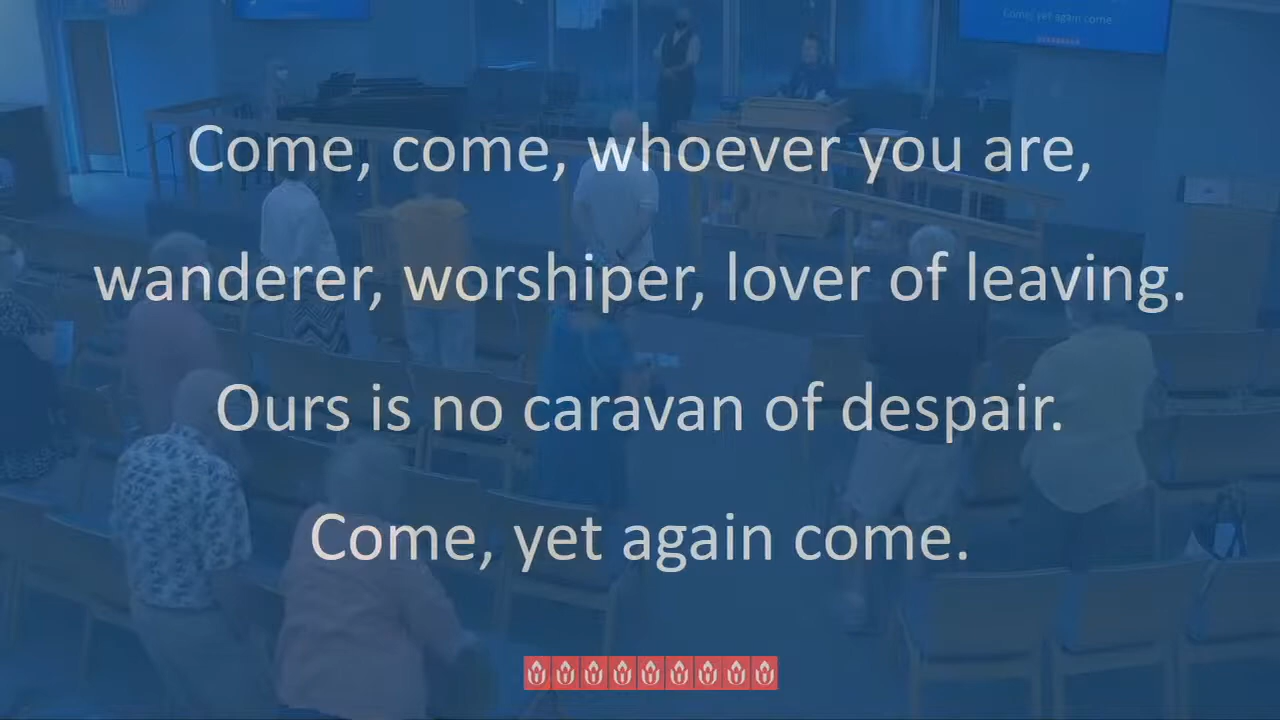 Come, yet again come.
Come, come, whoever you are,
wanderer, worshiper, lover of leaving.
Ours is no caravan of despair.
Come, yet again come.